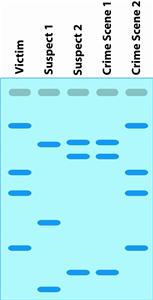 Victim
Suspect 1
Suspect 2
Crime Scene 1
Crime Scene 2